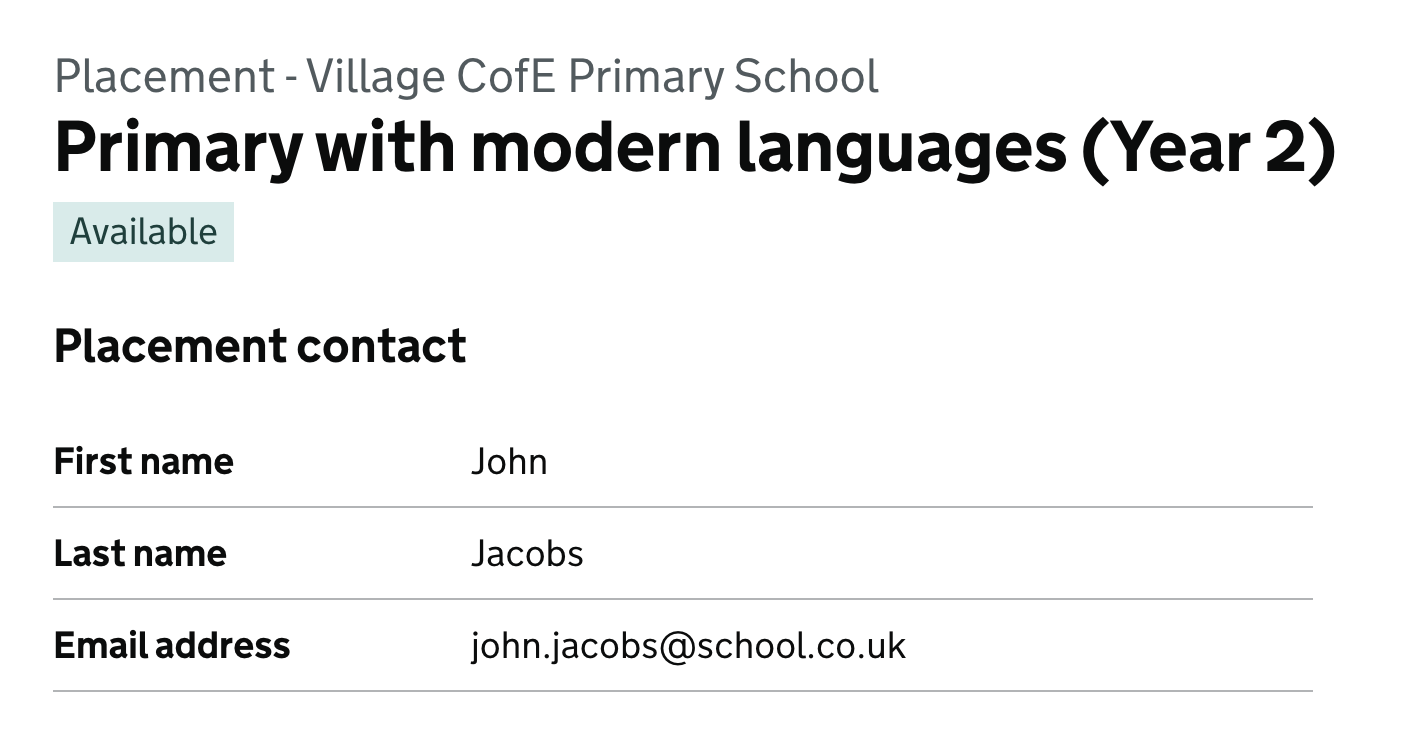 Placement - Village CofE Primary School
Primary with modern languages (Year 2)
Available
Placement contact
First name John
Last name Jacobs
Email address john.jacobs@school.co.uk